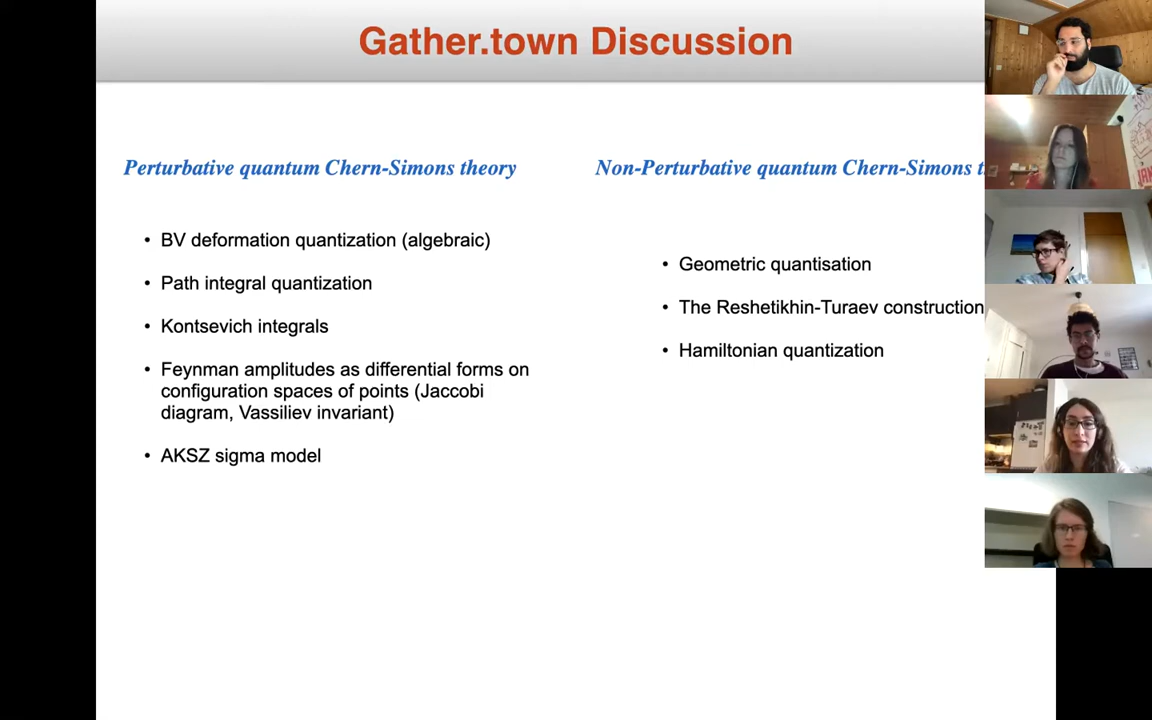 Gather.town Discussion
Perturbative quantum Chern-Simons theory
• BV deformation quantization (algebraic)
• Path integral quantization
• Kontsevich integrals
• Feynman amplitudes as differential forms on
configuration spaces of points (Jaccobi
diagram, Vassiliev invariant)
• AKSZ sigma model
Non-Perturbative quantum Chern-Simons
• Geometric quantisation
• The Reshetikhin-Turaev construction
• Hamiltonian quantization